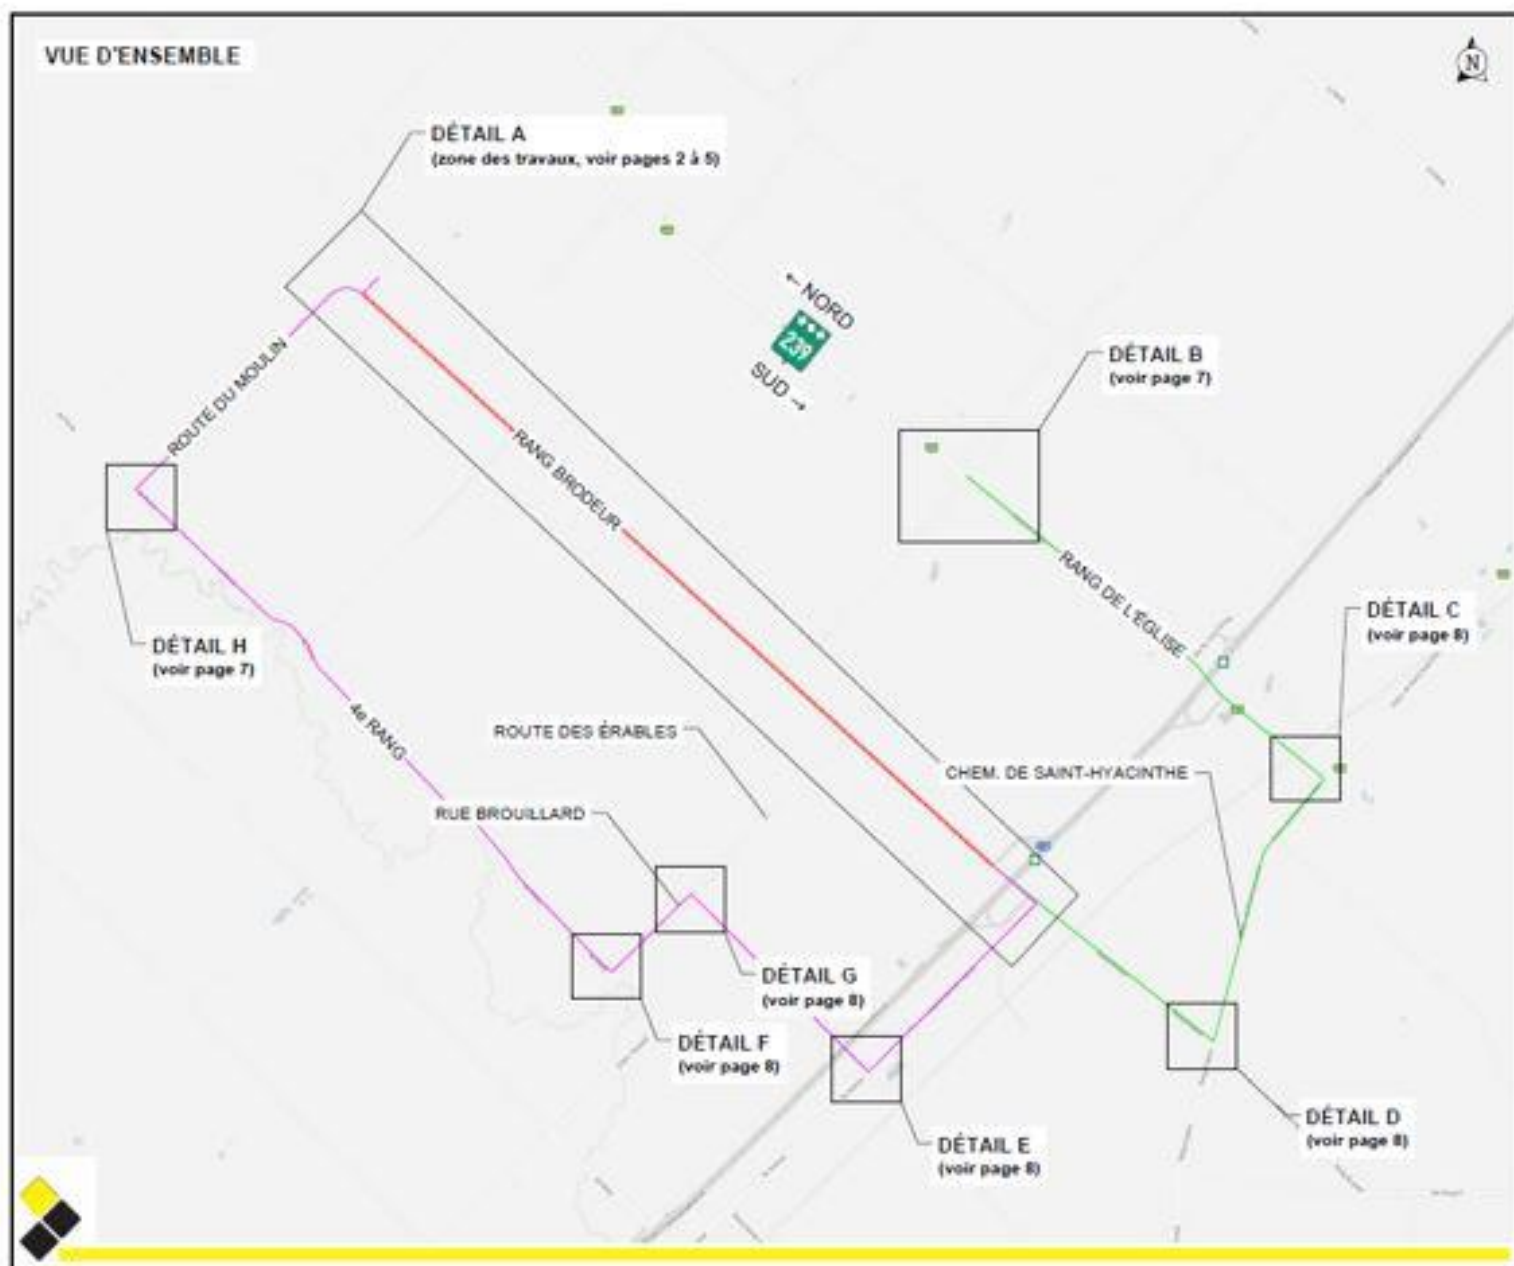 VUE D'ENSEMBLE
N
DÉTAIL A
(zone des travaux, voir pages 2 à 5)
← NORD
239
SUD →
DÉTAIL B
(voir page 7)
ROUTE DU MOULIN
RANG BRODEUR
RANG DE L'ÉGLISE
DÉTAIL C
(voir page 8)
DÉTAIL H
(voir page 7)
4e RANG
ROUTE DES ÉRABLES
CHEM. DE SAINT-HYACINTHE
RUE BROUILLARD
DÉTAIL G
(voir page 8)
DÉTAIL F
(voir page 8)
DÉTAIL E
(voir page 8)
DÉTAIL D
(voir page 8)